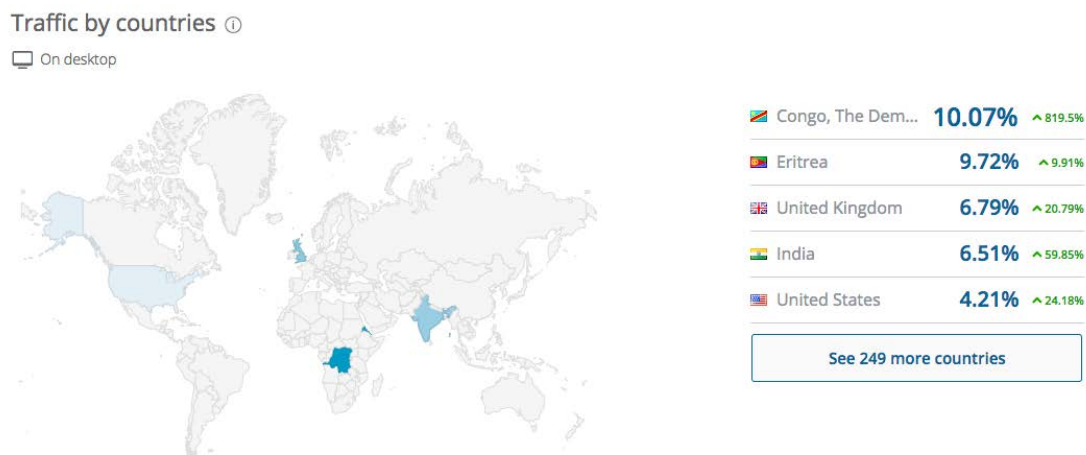 Traffic by countries
On desktop
Congo, The Dem... 10.07% 819.5%
Eritrea 9.72% 9.91%
United Kingdom 6.79% 20.79%
India 6.51% 59.85%
United States 4.21% 24.18%
See 249 more countries